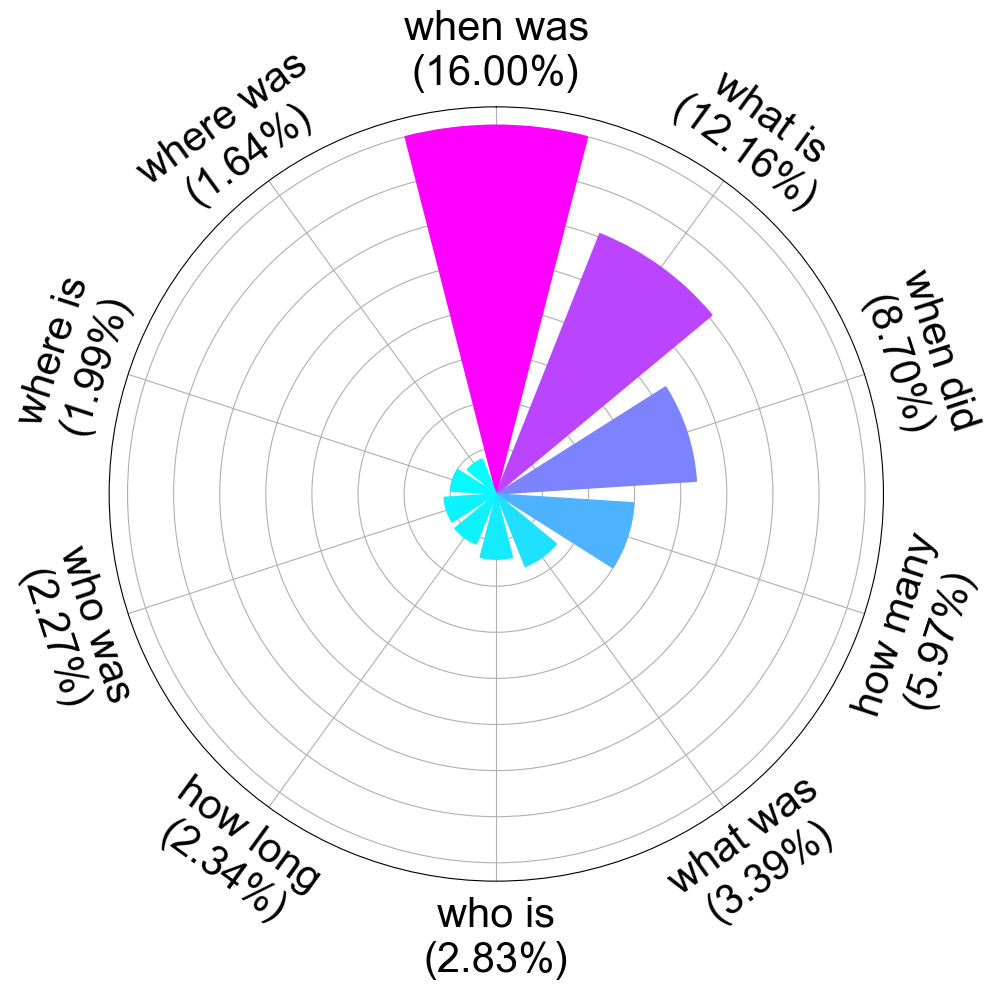 when was
(16.00%)
what is
(12.16%)
when did
(8.70%)
how many
(5.97%)
what was
(3.39%)
who is
(2.83%)
how long
(2.34%)
who was
(2.27%)
where is
(1.99%)
where was
(1.64%)